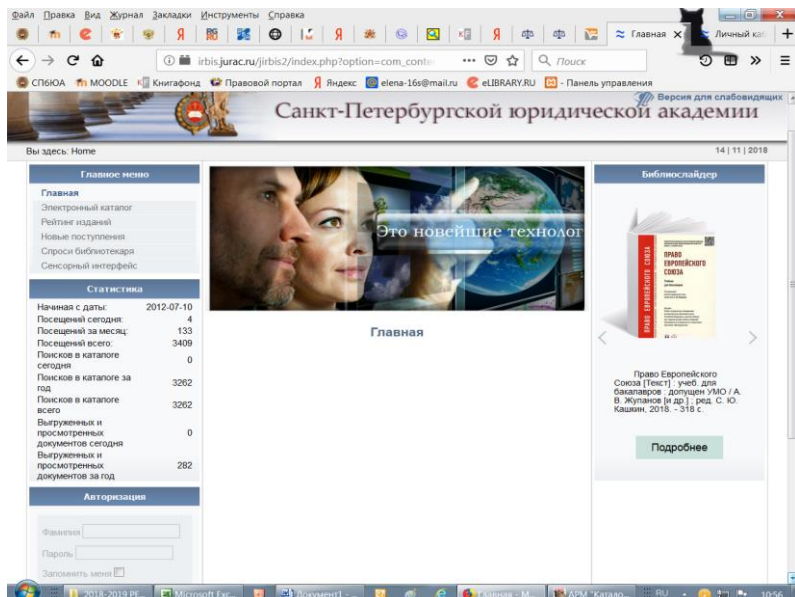 Файл Правка Вид Журнал Закладки Инструменты Справка
Главная
Личный кат
irbis.jurac.ru/jirbis2/index.php?option=com_conte
Поиск
СПбЮА MOODLE Книгафонд Правовой портал Яндекс elena-16s@mail.ru eLIBRARY.RU - Панель управления
Версия для слабовидящих
Санкт-Петербургской юридической академии
Вы здесь: Home
14 | 11 | 2018
Главное меню
Главная
Электронный каталог
Рейтинг изданий
Новые поступления
Спроси библиотекаря
Сенсорный интерфейс
Статистика
Начиная с даты: 2012-07-10
Посещений сегодня: 4
Посещений за месяц: 133
Посещений всего: 3409
Поисков в каталоге
сегодня 0
Поисков в каталоге за
год 3262
Поисков в каталоге
всего 3262
Выгруженных и
просмотренных
документов сегодня 0
Выгруженных и
просмотренных
документов за год 282
Авторизация
Фамилия
Пароль
Запомнить меня
Это новейшие технолог
Главная
Библиослайдер
ПРАВО ЕВРОПЕЙСКОГО СОЮЗА
ПРАВО
ЕВРОПЕЙСКОГО
СОЮЗА
Право Европейского
Союза [Текст] : учеб. для
бакалавров : допущен УМО / А.
В. Жупанов [и др.] ; ред. С. Ю.
Кашкин, 2018. - 318 с.
Подробнее
2018-2019 РЕ... Microsoft Exc... Документ1 - ... Главная - М... АРМ "Катало... RU 10:56